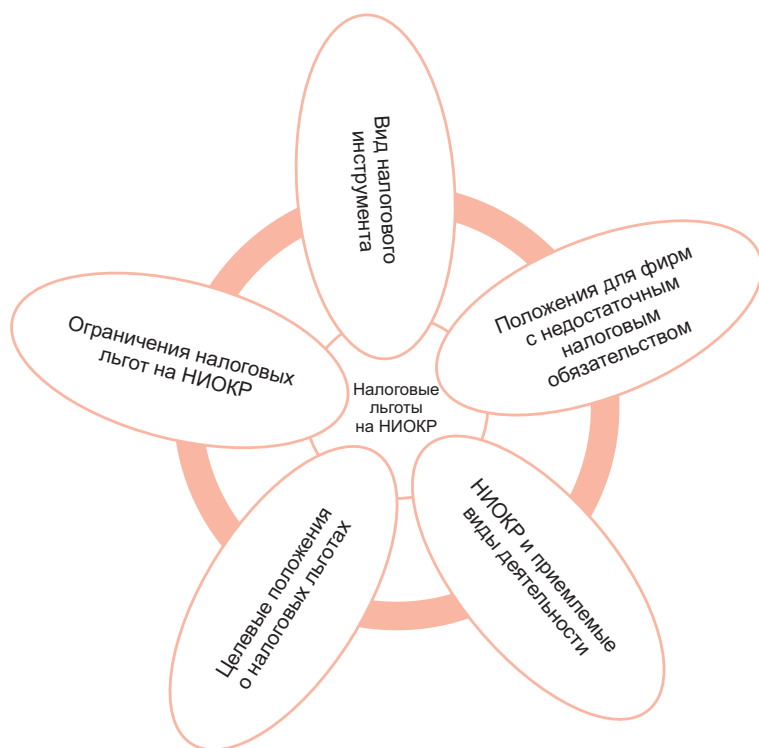 Вид налогового
инструмента
Положения для фирм
с недостаточным
налоговым
обязательством
НИОКР и приемлемые
виды деятельности
Целевые положения
о налоговых льготах
Ограничения налоговых
льгот на НИОКР
Налоговые
льготы
на НИОКР